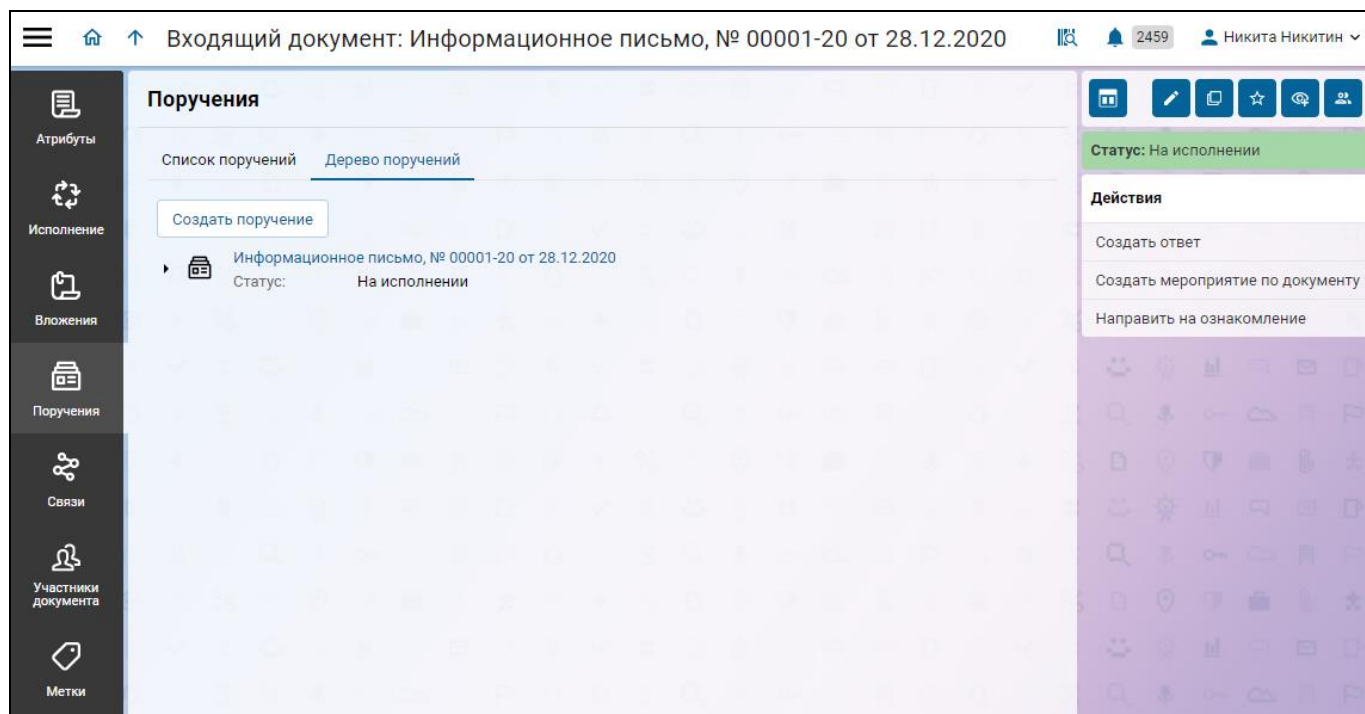 Входящий документ: Информационное письмо, № 00001-20 от 28.12.2020
2459
Никита Никитин
Атрибуты
Исполнение
Вложения
Поручения
Связи
Участники
документа
Метки
Поручения
Список поручений
Дерево поручений
Создать поручение
Информационное письмо, № 00001-20 от 28.12.2020
Статус: На исполнении
Статус: На исполнении
Действия
Создать ответ
Создать мероприятие по документу
Направить на ознакомление